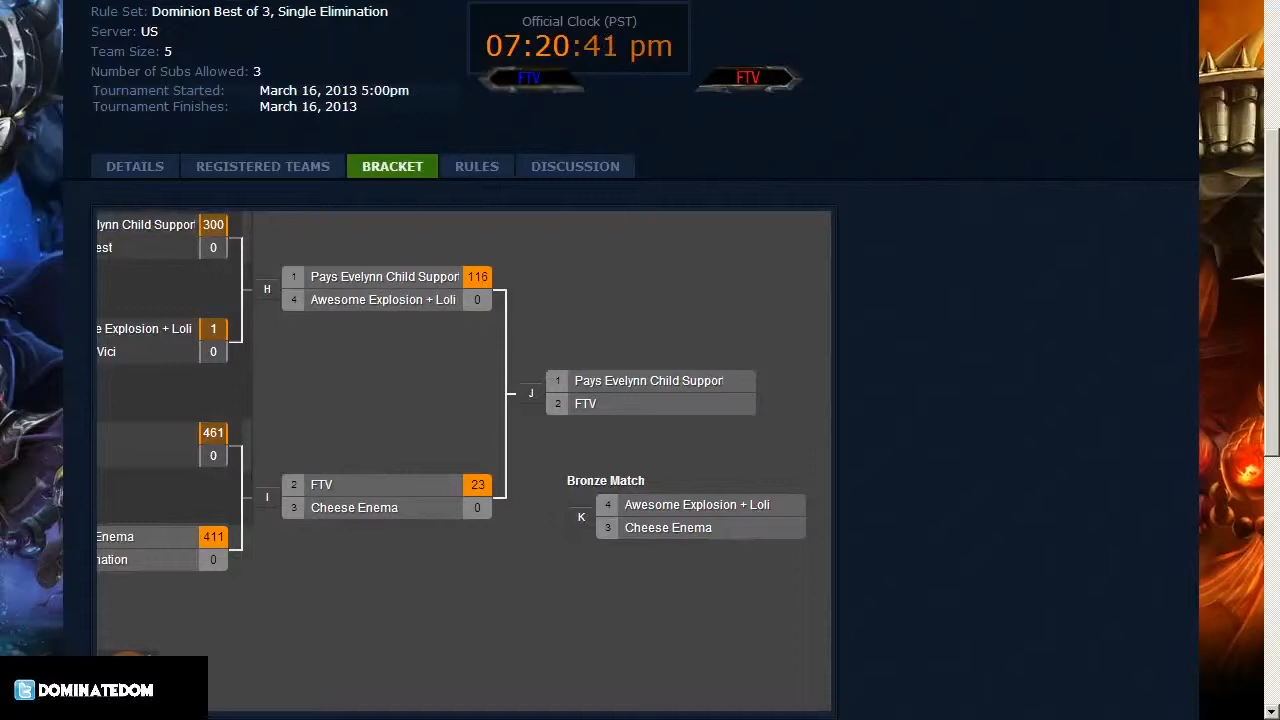 Rule Set: Dominion Best of 3, Single Elimination
Server: US
Team Size: 5
Number of Subs Allowed: 3
Tournament Started: March 16, 2013 5:00pm
Tournament Finishes: March 16, 2013
Official Clock (PST)
07:20:41 pm
FTV
FTV
DETAILS REGISTERED TEAMS BRACKET RULES DISCUSSION
lynn Child Suppor 300
est 0
H
1 Pays Evelynn Child Suppor 116
4 Awesome Explosion + Loli 0
e Explosion + Loli 1
Vici 0
J
1 Pays Evelynn Child Suppor
2 FTV
461
0
I
2 FTV 23
3 Cheese Enema 0
Bronze Match
K
4 Awesome Explosion + Loli
3 Cheese Enema
Enema 411
nation 0
DOMINATEDOM